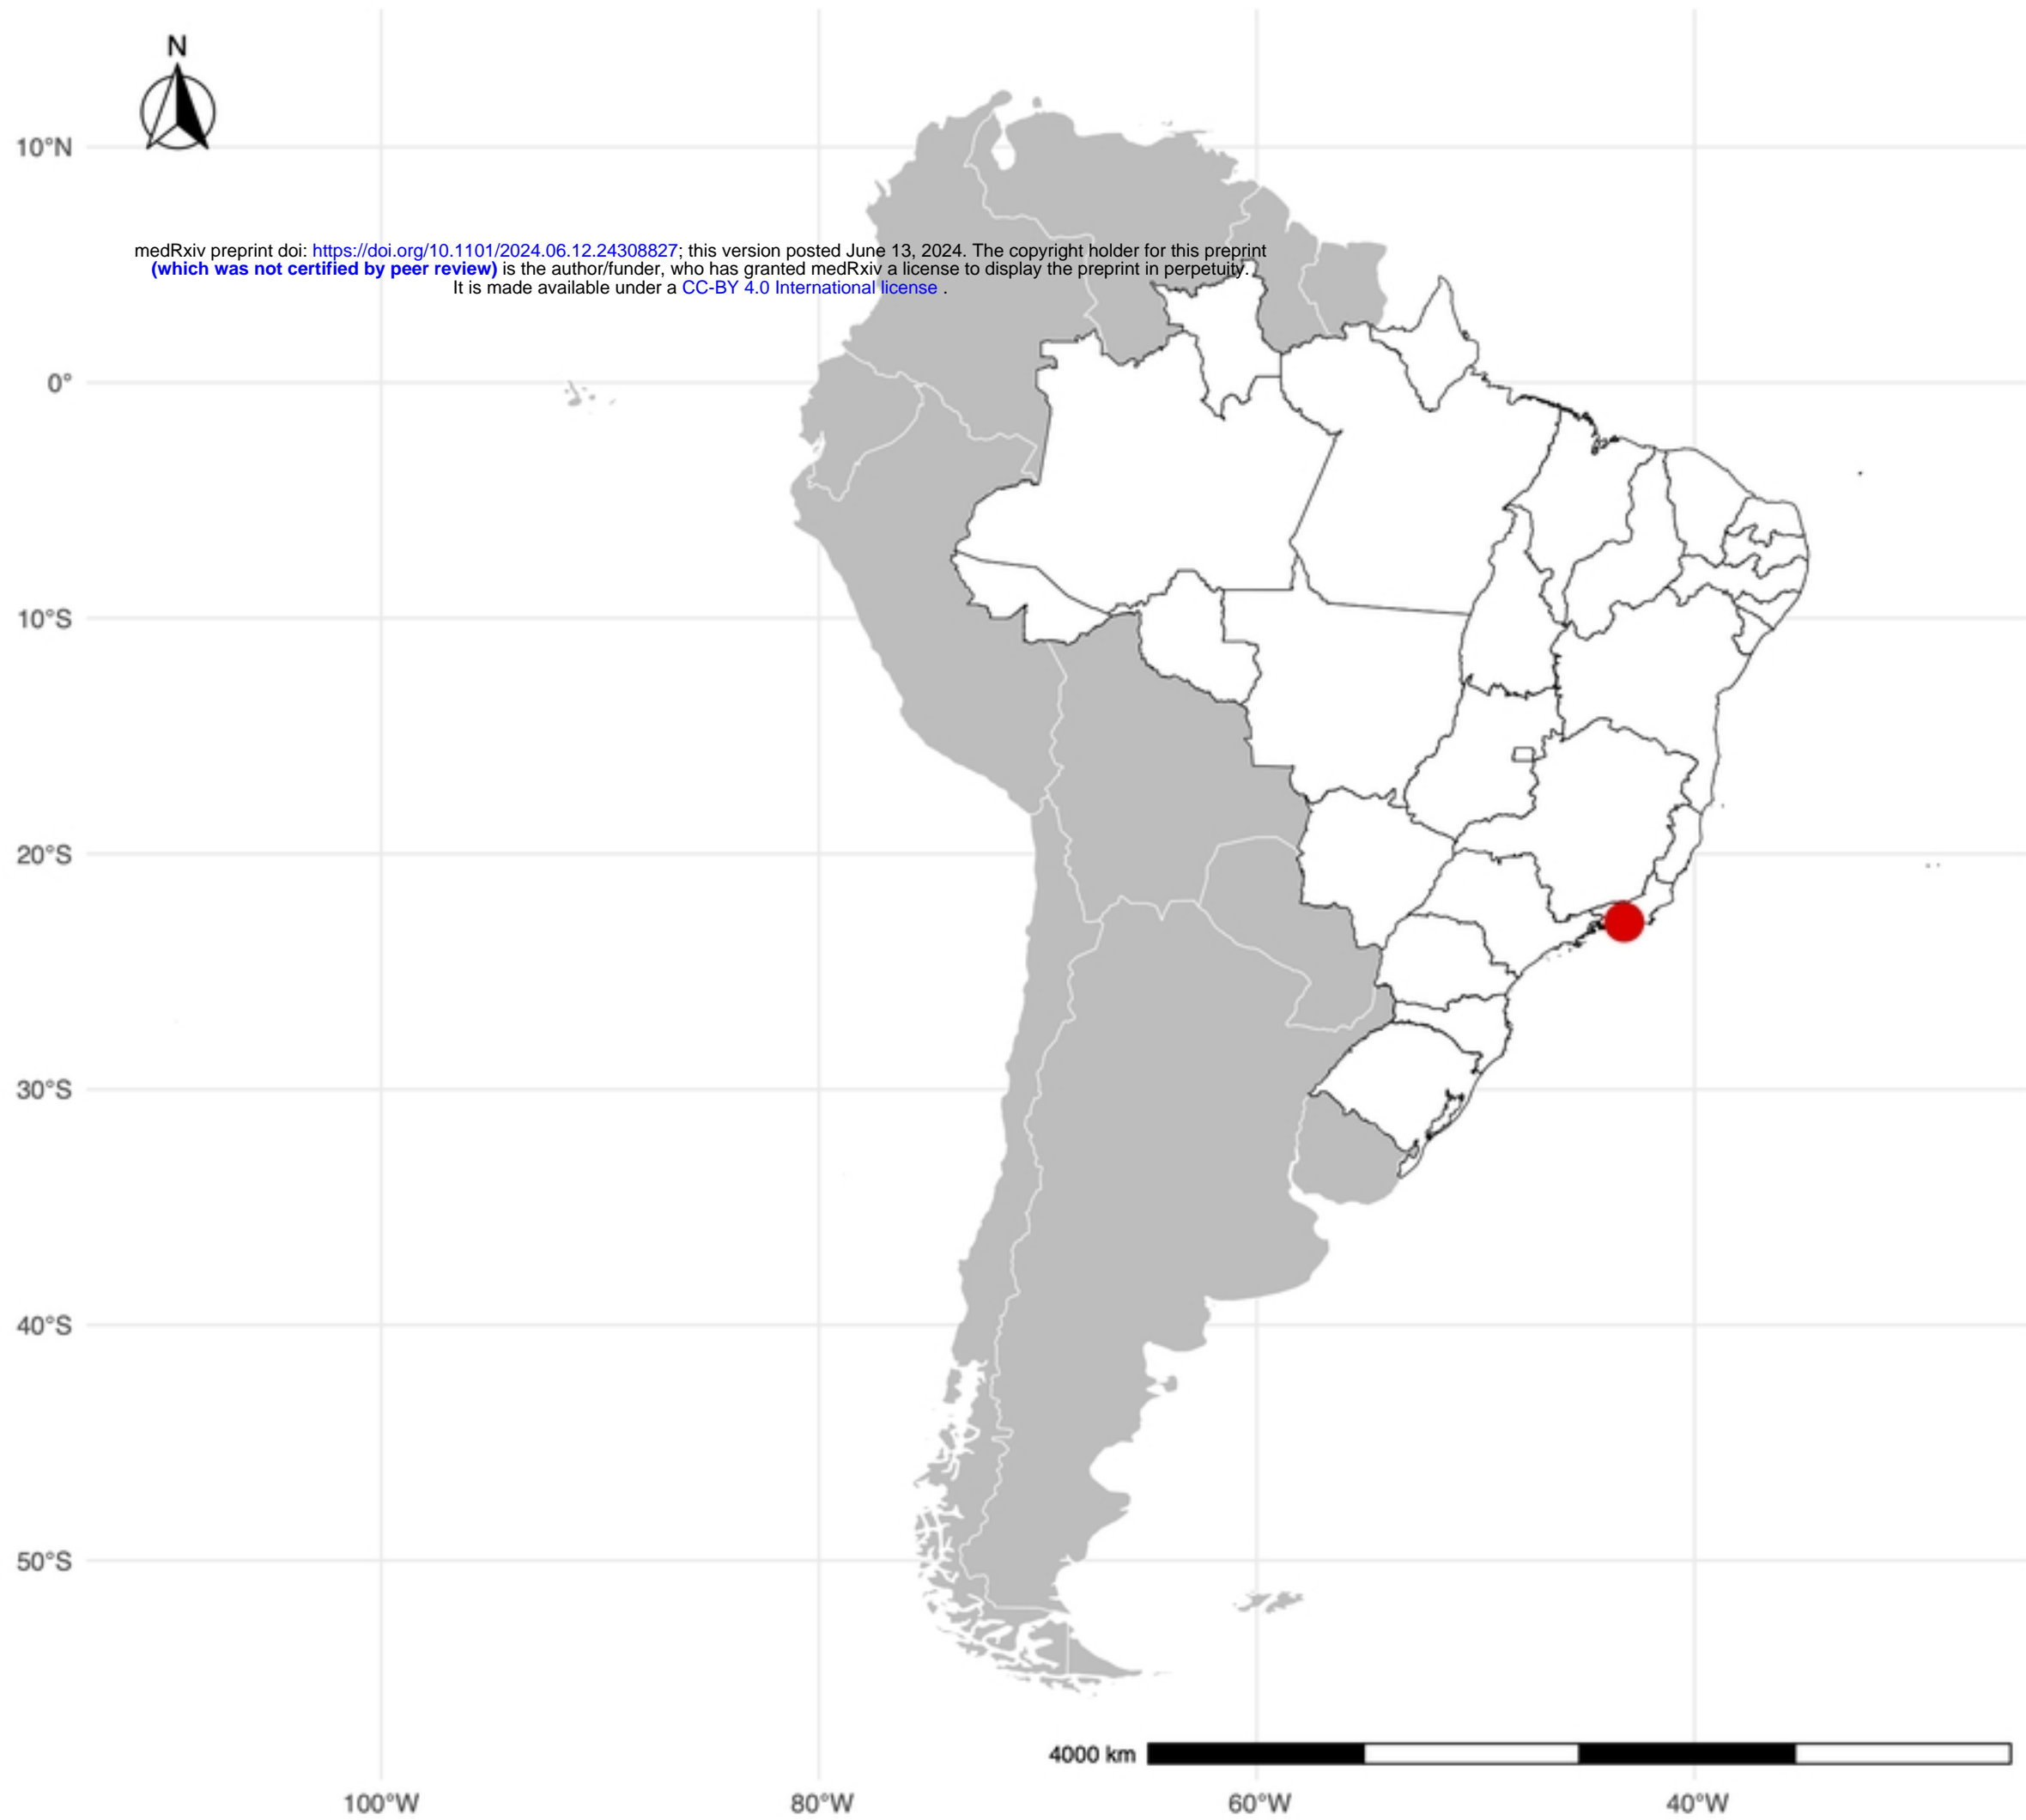 N
10°N
medRxiv preprint doi: https://doi.org/10.1101/2024.06.12.24308827; this version posted June 13, 2024. The copyright holder for this preprint
(which was not certified by peer review) is the author/funder, who has granted medRxiv a license to display the preprint in perpetuity.
It is made available under a CC-BY 4.0 International license .
0°
10°S
20°S
30°S
40°S
50°S
4000 km
100°W 80°W 60°W 40°W